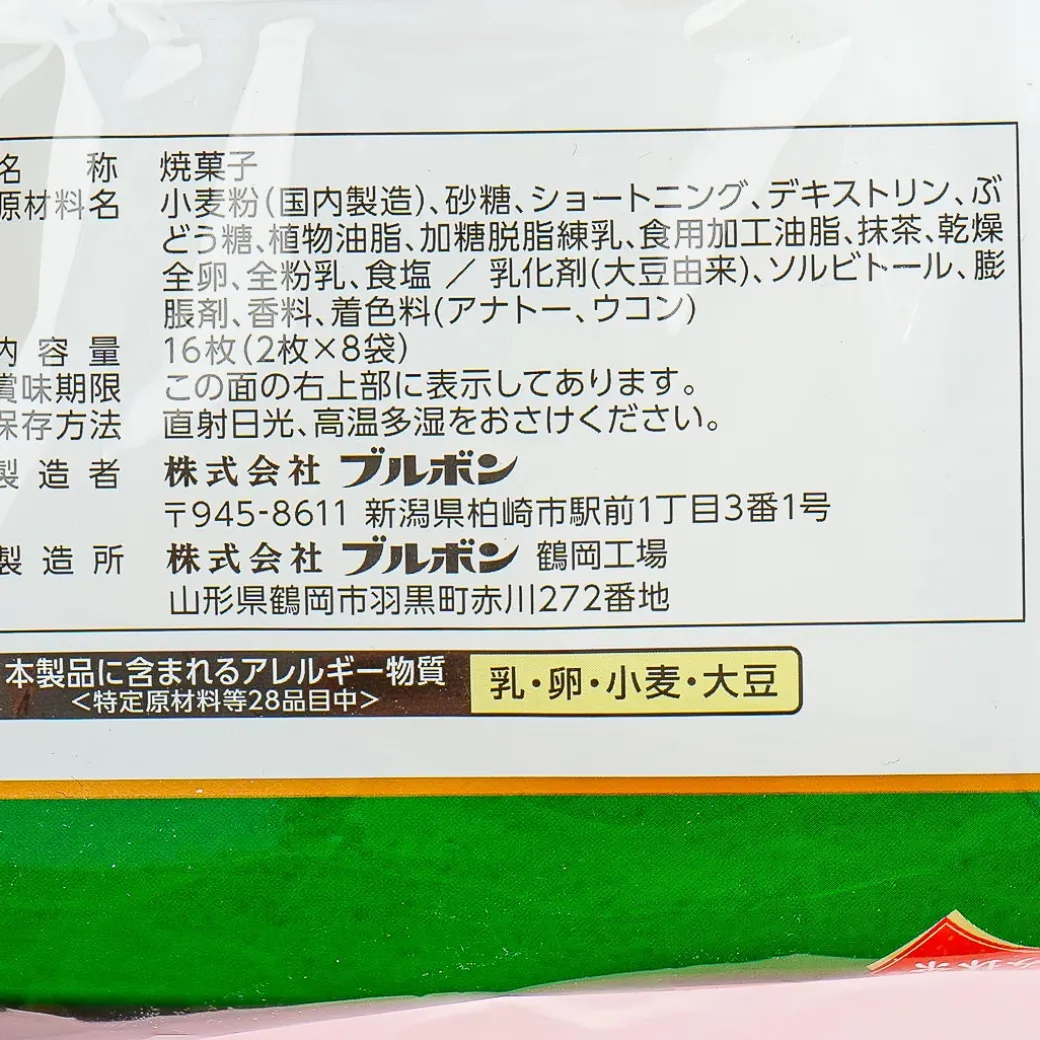 名称 焼菓子
原材料名 小麦粉(国内製造)、砂糖、ショートニング、デキストリン、ぶ
どう糖、植物油脂、加糖脱脂練乳、食用加工油脂、抹茶、乾燥
全卵、全粉乳、食塩 / 乳化剤(大豆由来)、ソルビトール、膨
脹剤、香料、着色料(アナトー、ウコン)
内容量 16枚(2枚×8袋)
賞味期限 この面の右上部に表示してあります。
保存方法 直射日光、高温多湿をおさけください。
製造者 株式会社 ブルボン
〒945-8611 新潟県柏崎市駅前1丁目3番1号
製造所 株式会社 ブルボン 鶴岡工場
山形県鶴岡市羽黒町赤川272番地
本製品に含まれるアレルギー物質
<特定原材料等28品目中>
乳・卵・小麦・大豆